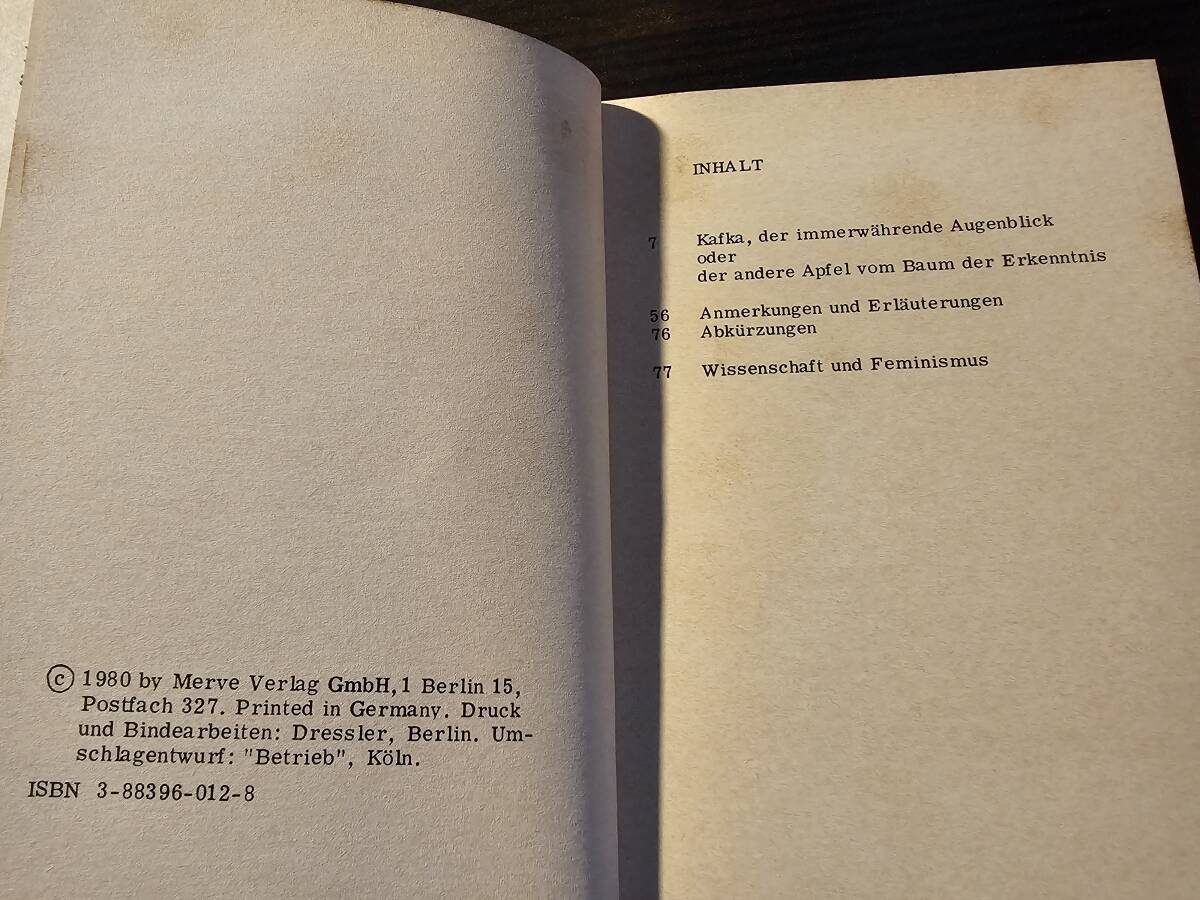 © 1980 by Merve Verlag GmbH, 1 Berlin 15,
Postfach 327. Printed in Germany. Druck
und Bindearbeiten: Dressler, Berlin. Um-
schlagentwurf: "Betrieb", Köln.
ISBN 3-88396-012-8
INHALT
7 Kafka, der immerwährende Augenblick
oder
der andere Apfel vom Baum der Erkenntnis
56 Anmerkungen und Erläuterungen
76 Abkürzungen
77 Wissenschaft und Feminismus